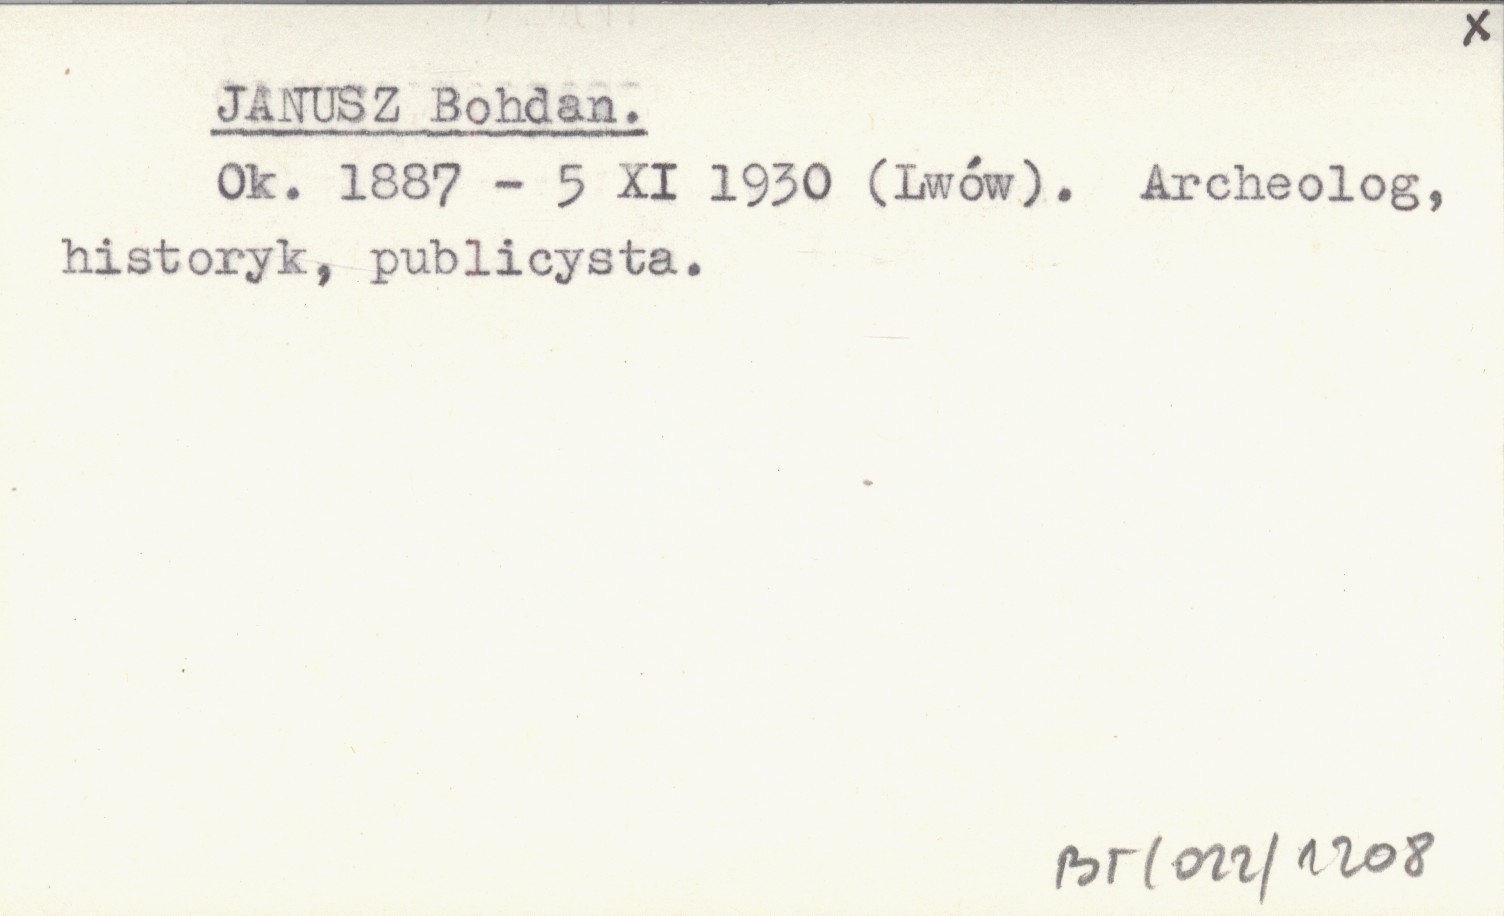 x
JANUSZ Bohdan.
Ok. 1887 - 5 XI 1930 (Lwów). Archeolog,
historyk, publicysta.
BT/022/1208